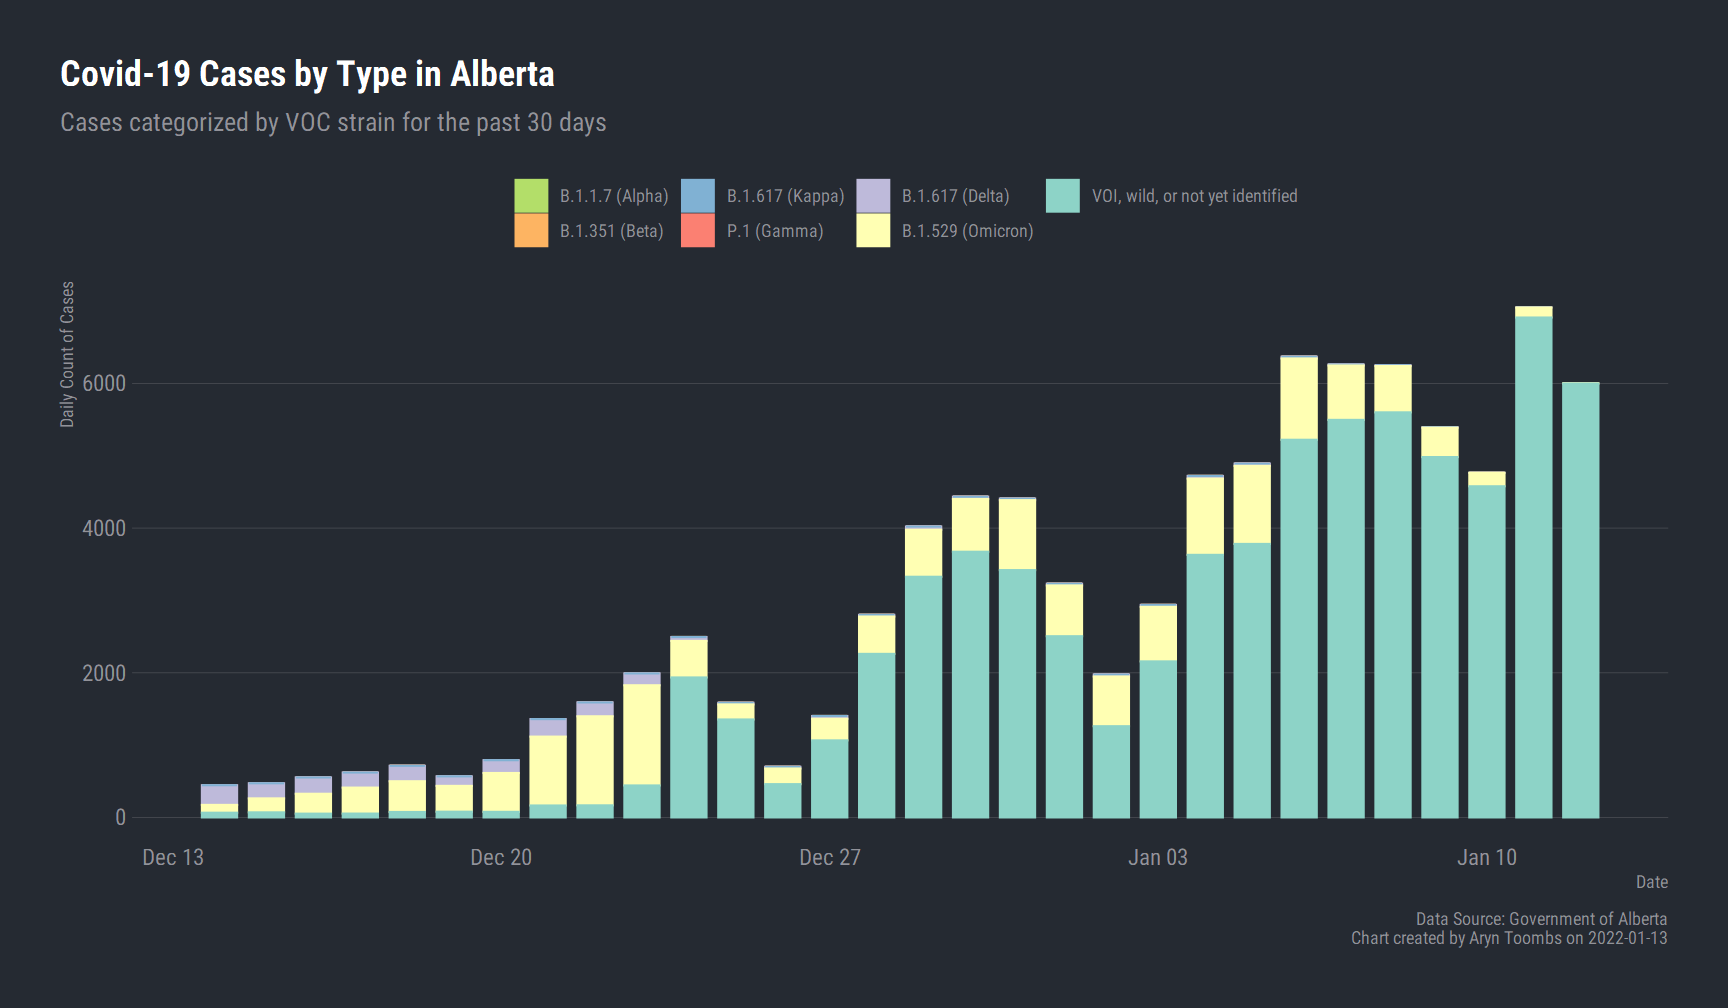 Covid-19 Cases by Type in Alberta
Cases categorized by VOC strain for the past 30 days
B.1.1.7 (Alpha) B.1.617 (Kappa) B.1.617 (Delta) VOI, wild, or not yet identified
B.1.351 (Beta) P.1 (Gamma) B.1.529 (Omicron)
Daily Count of Cases
6000
4000
2000
0
Dec 13 Dec 20 Dec 27 Jan 03 Jan 10
Date
Data Source: Government of Alberta
Chart created by Aryn Toombs on 2022-01-13